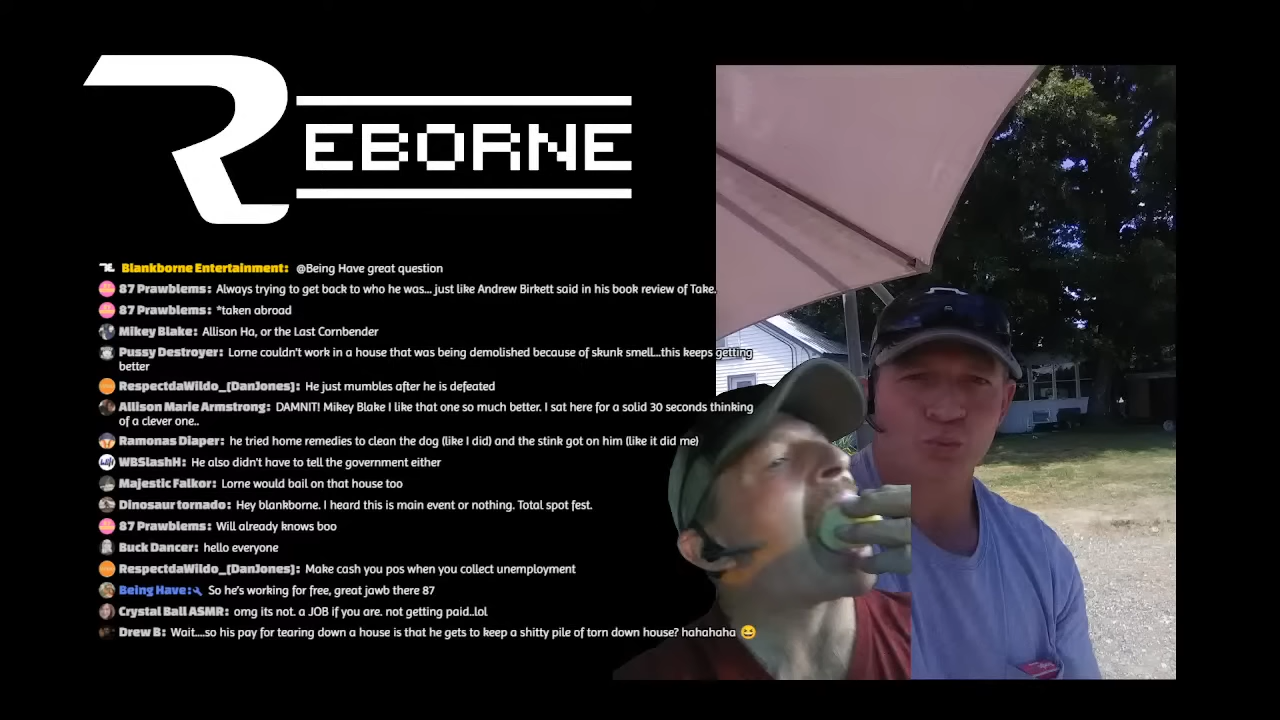 REBORNE
Blankborne Entertainment: @Being Have great question
87 Prawblems: Always trying to get back to who he was... just like Andrew Birkett said in his book review of Take.
87 Prawblems: *taken abroad
Mikey Blake: Allison Ha, or the Last Cornbender
Pussy Destroyer: Lorne couldn't work in a house that was being demolished because of skunk smell...this keeps getting
better
RespectdaWildo_(DanJones): He just mumbles after he is defeated
Allison Marie Armstrong: DAMNIT! Mikey Blake I like that one so much better. I sat here for a solid 30 seconds thinking
of a clever one..
Ramonas Diaper: he tried home remedies to clean the dog (like I did) and the stink got on him (like it did me)
WBSlashH: He also didn't have to tell the government either
Majestic Falkor: Lorne would bail on that house too
Dinosaur tornado: Hey blankborne. I heard this is main event or nothing. Total spot fest.
87 Prawblems: Will already knows boo
Buck Dancer: hello everyone
RespectdaWildo_(DanJones): Make cash you pos when you collect unemployment
Being Have: So he's working for free, great jawb there 87
Crystal Ball ASMR: omg its not. a JOB if you are. not getting paid..lol
Drew B: Wait....so his pay for tearing down a house is that he gets to keep a shitty pile of torn down house? hahahaha 😆